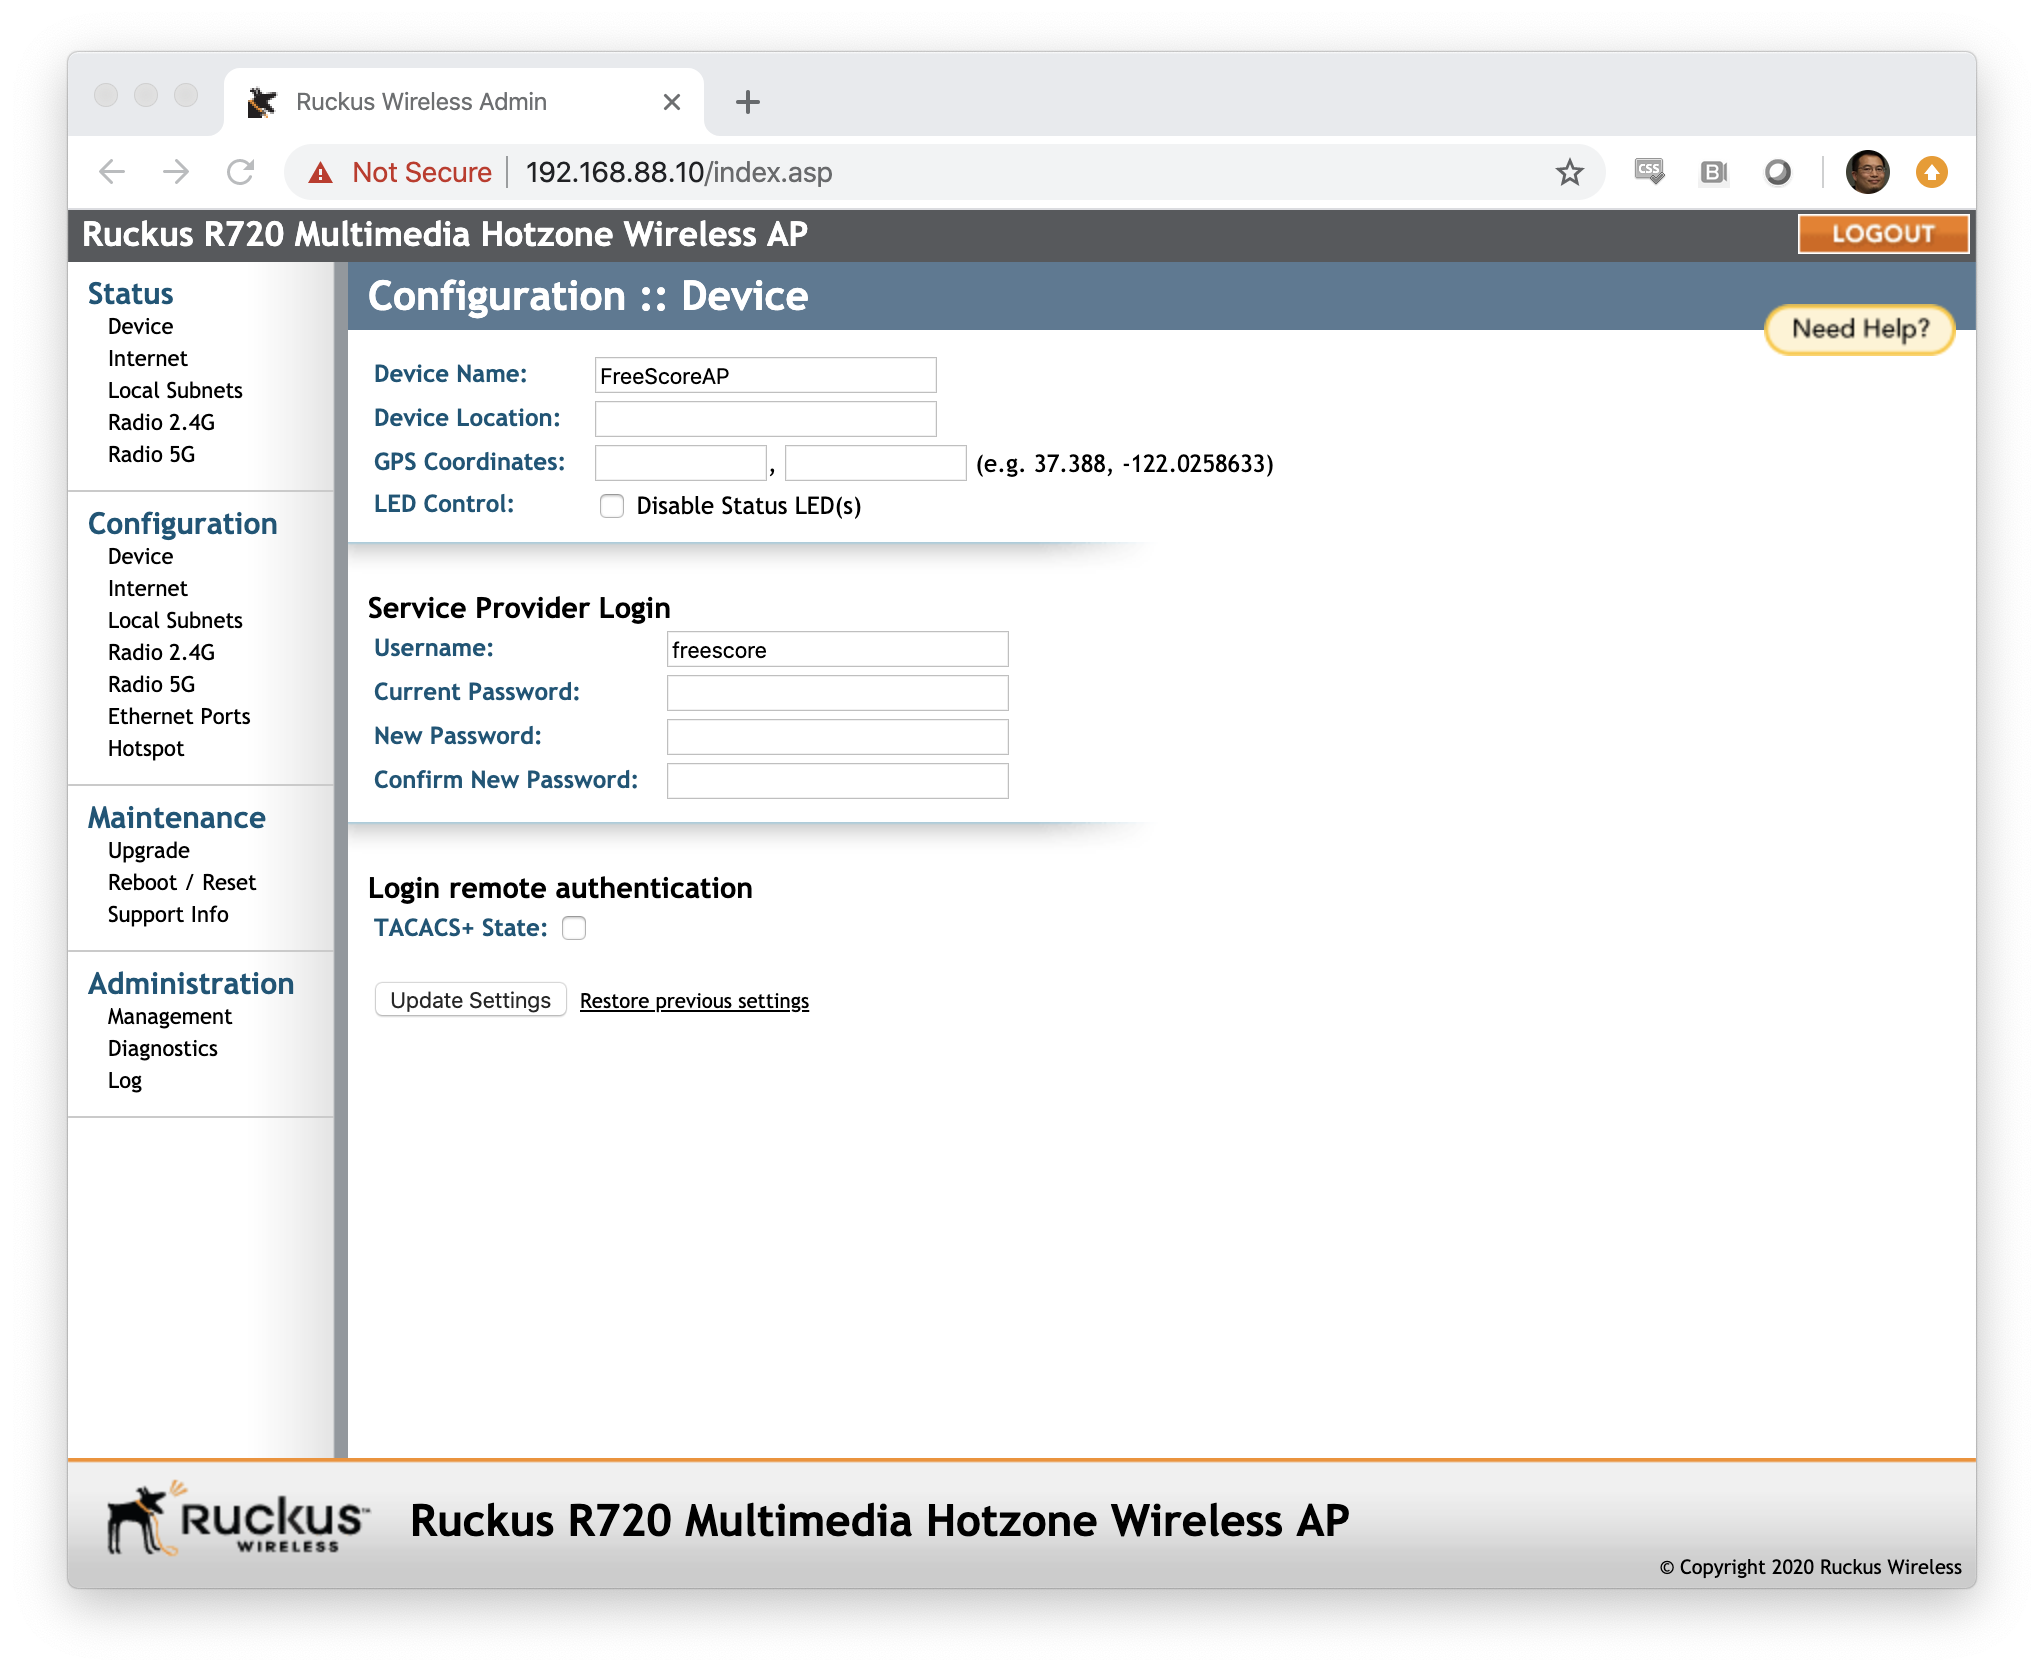 Ruckus Wireless Admin
Not Secure | 192.168.88.10/index.asp
CSS
B
Ruckus R720 Multimedia Hotzone Wireless AP
LOGOUT
Status
Device
Internet
Local Subnets
Radio 2.4G
Radio 5G
Configuration
Device
Internet
Local Subnets
Radio 2.4G
Radio 5G
Ethernet Ports
Hotspot
Maintenance
Upgrade
Reboot / Reset
Support Info
Administration
Management
Diagnostics
Log
Configuration :: Device
Need Help?
Device Name: FreeScoreAP
Device Location:
GPS Coordinates: , (e.g. 37.388, -122.0258633)
LED Control: Disable Status LED(s)
Service Provider Login
Username: freescore
Current Password:
New Password:
Confirm New Password:
Login remote authentication
TACACS+ State:
Update Settings Restore previous settings
RUCKUS™
WIRELESS
Ruckus R720 Multimedia Hotzone Wireless AP
© Copyright 2020 Ruckus Wireless